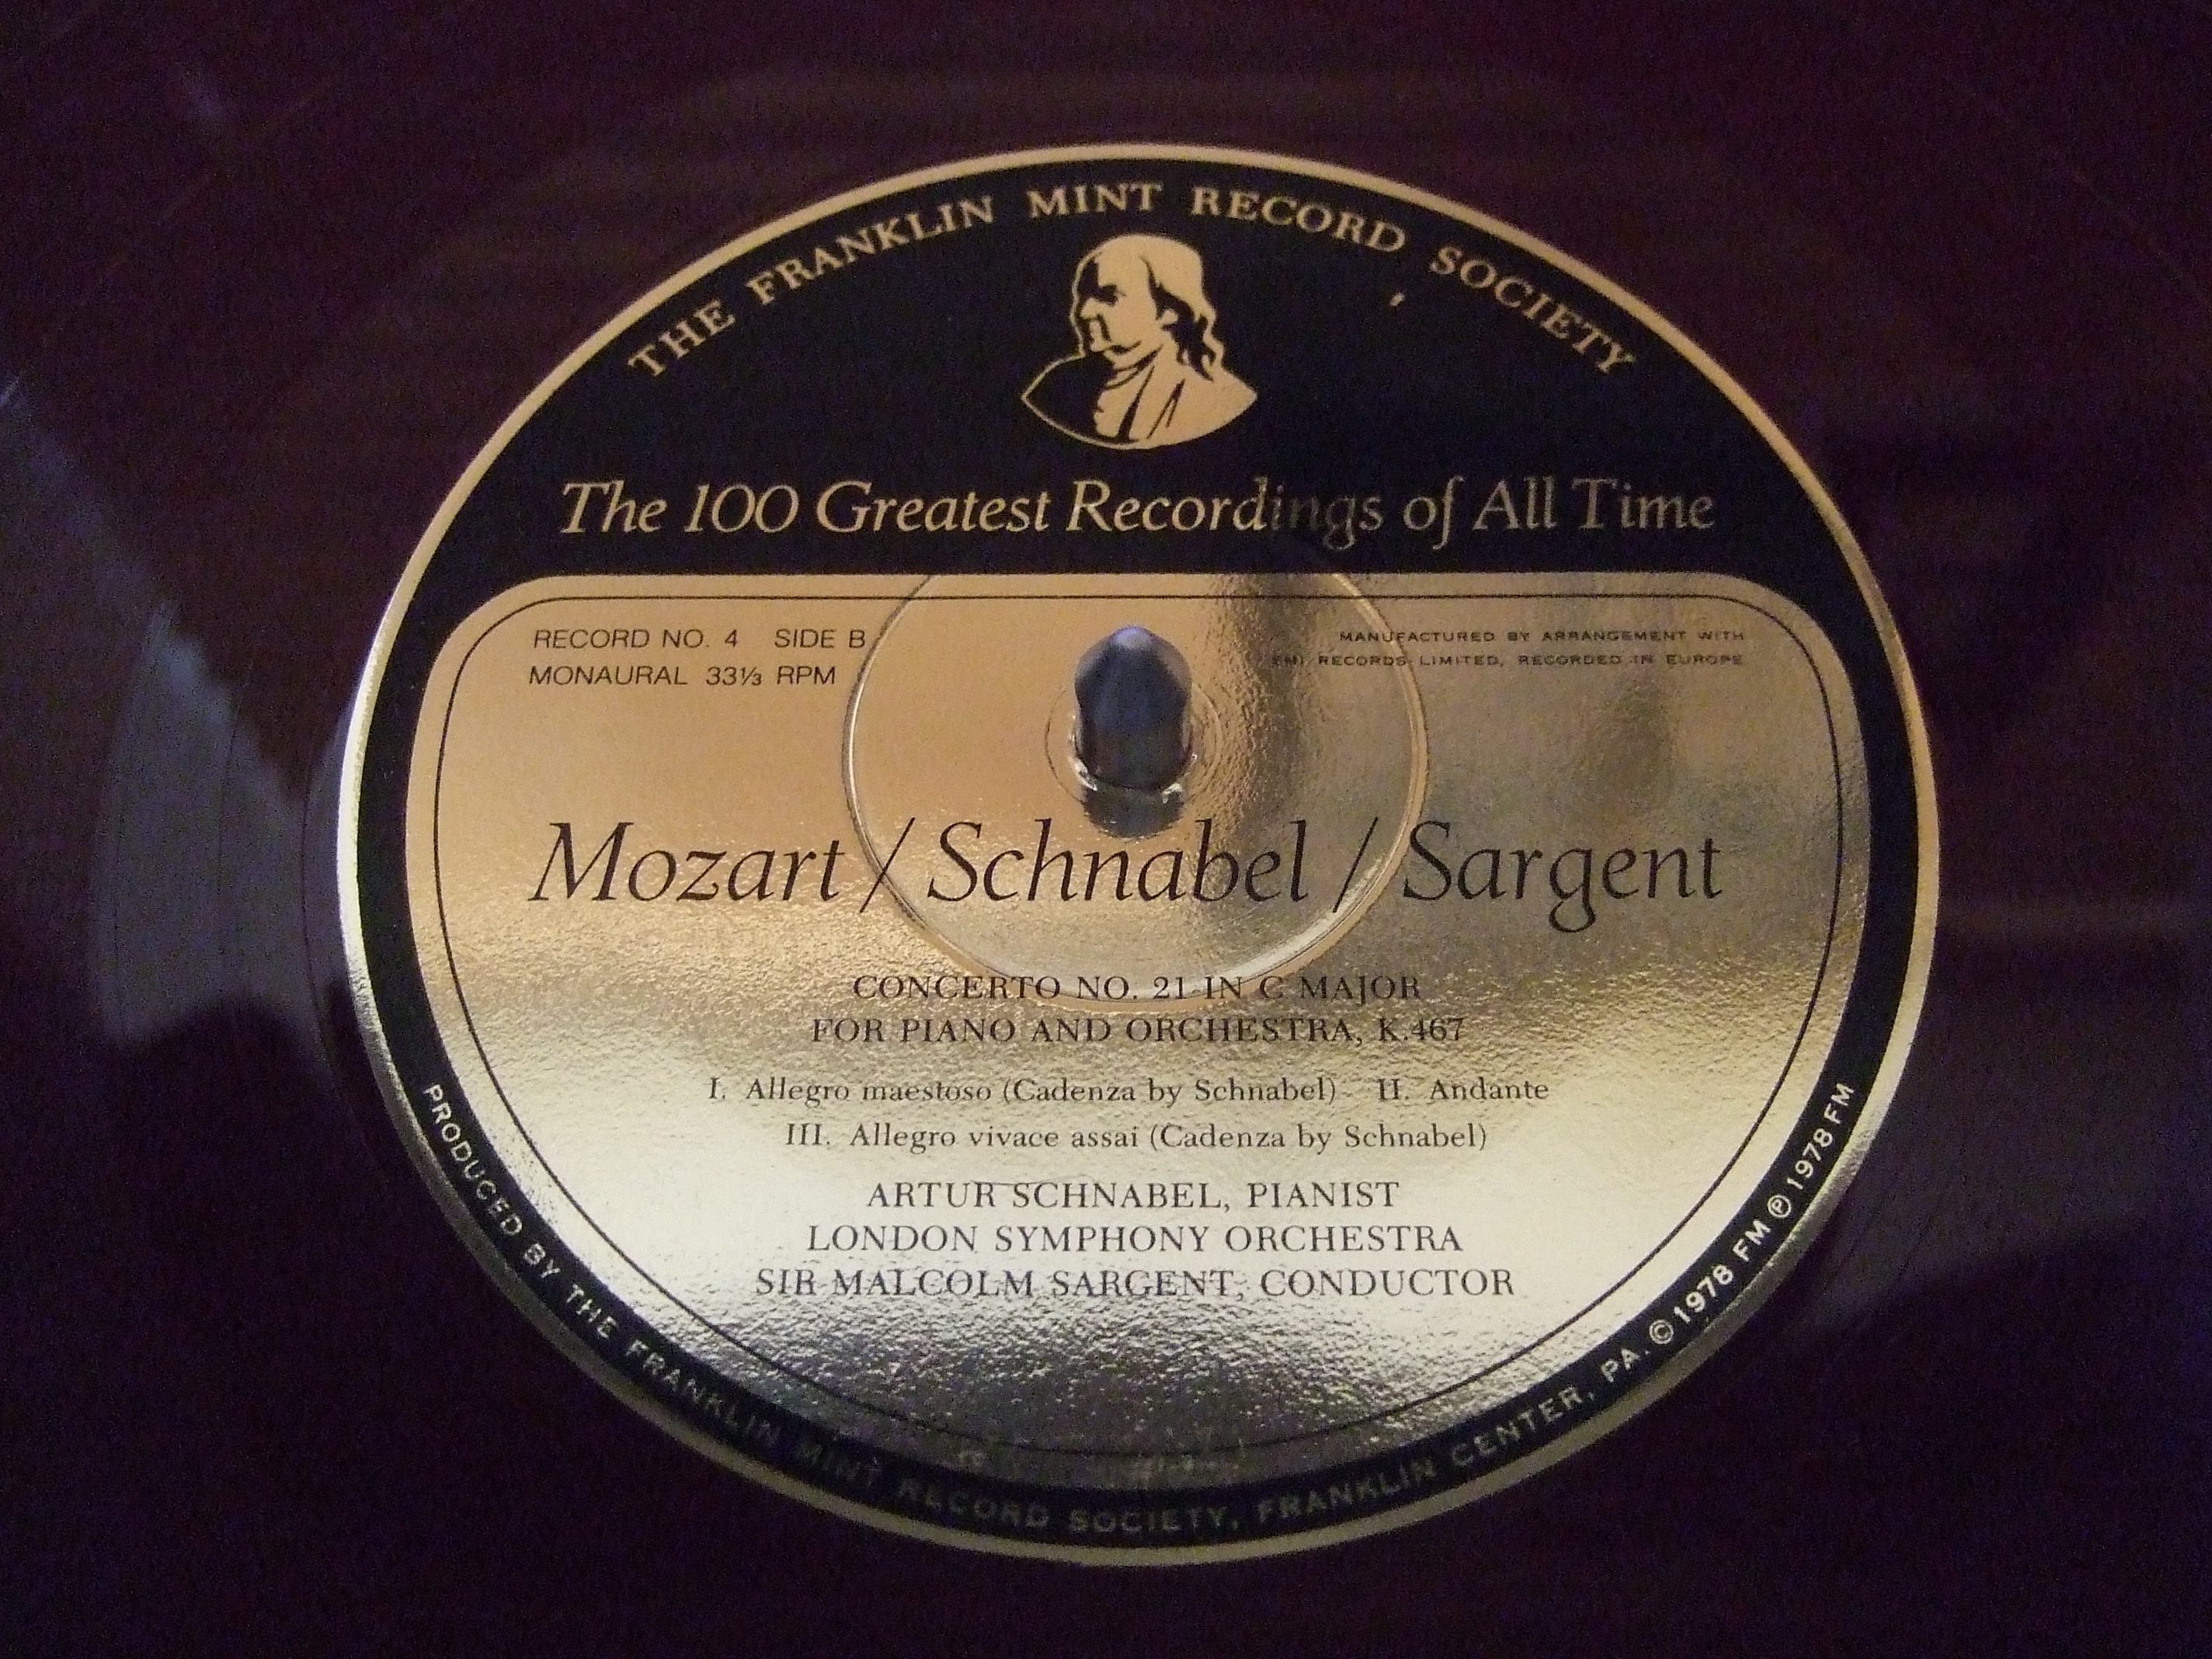 THE FRANKLIN MINT RECORD SOCIETY
The 100 Greatest Recordings of All Time
RECORD NO. 4 SIDE B
MONAURAL 33⅓ RPM
MANUFACTURED BY ARRANGEMENT WITH
EMI RECORDS LIMITED, RECORDED IN EUROPE
Mozart / Schnabel / Sargent
CONCERTO NO. 21 IN C MAJOR
FOR PIANO AND ORCHESTRA, K.467
I. Allegro maestoso (Cadenza by Schnabel) II. Andante
III. Allegro vivace assai (Cadenza by Schnabel)
ARTUR SCHNABEL, PIANIST
LONDON SYMPHONY ORCHESTRA
SIR MALCOLM SARGENT, CONDUCTOR
PRODUCED BY THE FRANKLIN MINT RECORD SOCIETY, FRANKLIN CENTER, PA. © 1978 FM ℗ 1978 FM